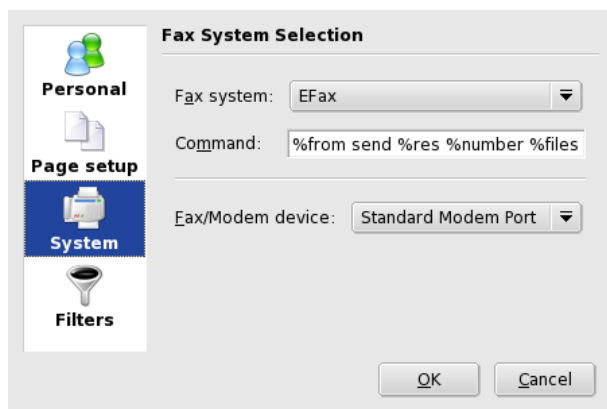 Fax System Selection
Personal
Page setup
System
Filters
Fax system: EFax
Command: %from send %res %number %files
Fax/Modem device: Standard Modem Port
OK Cancel